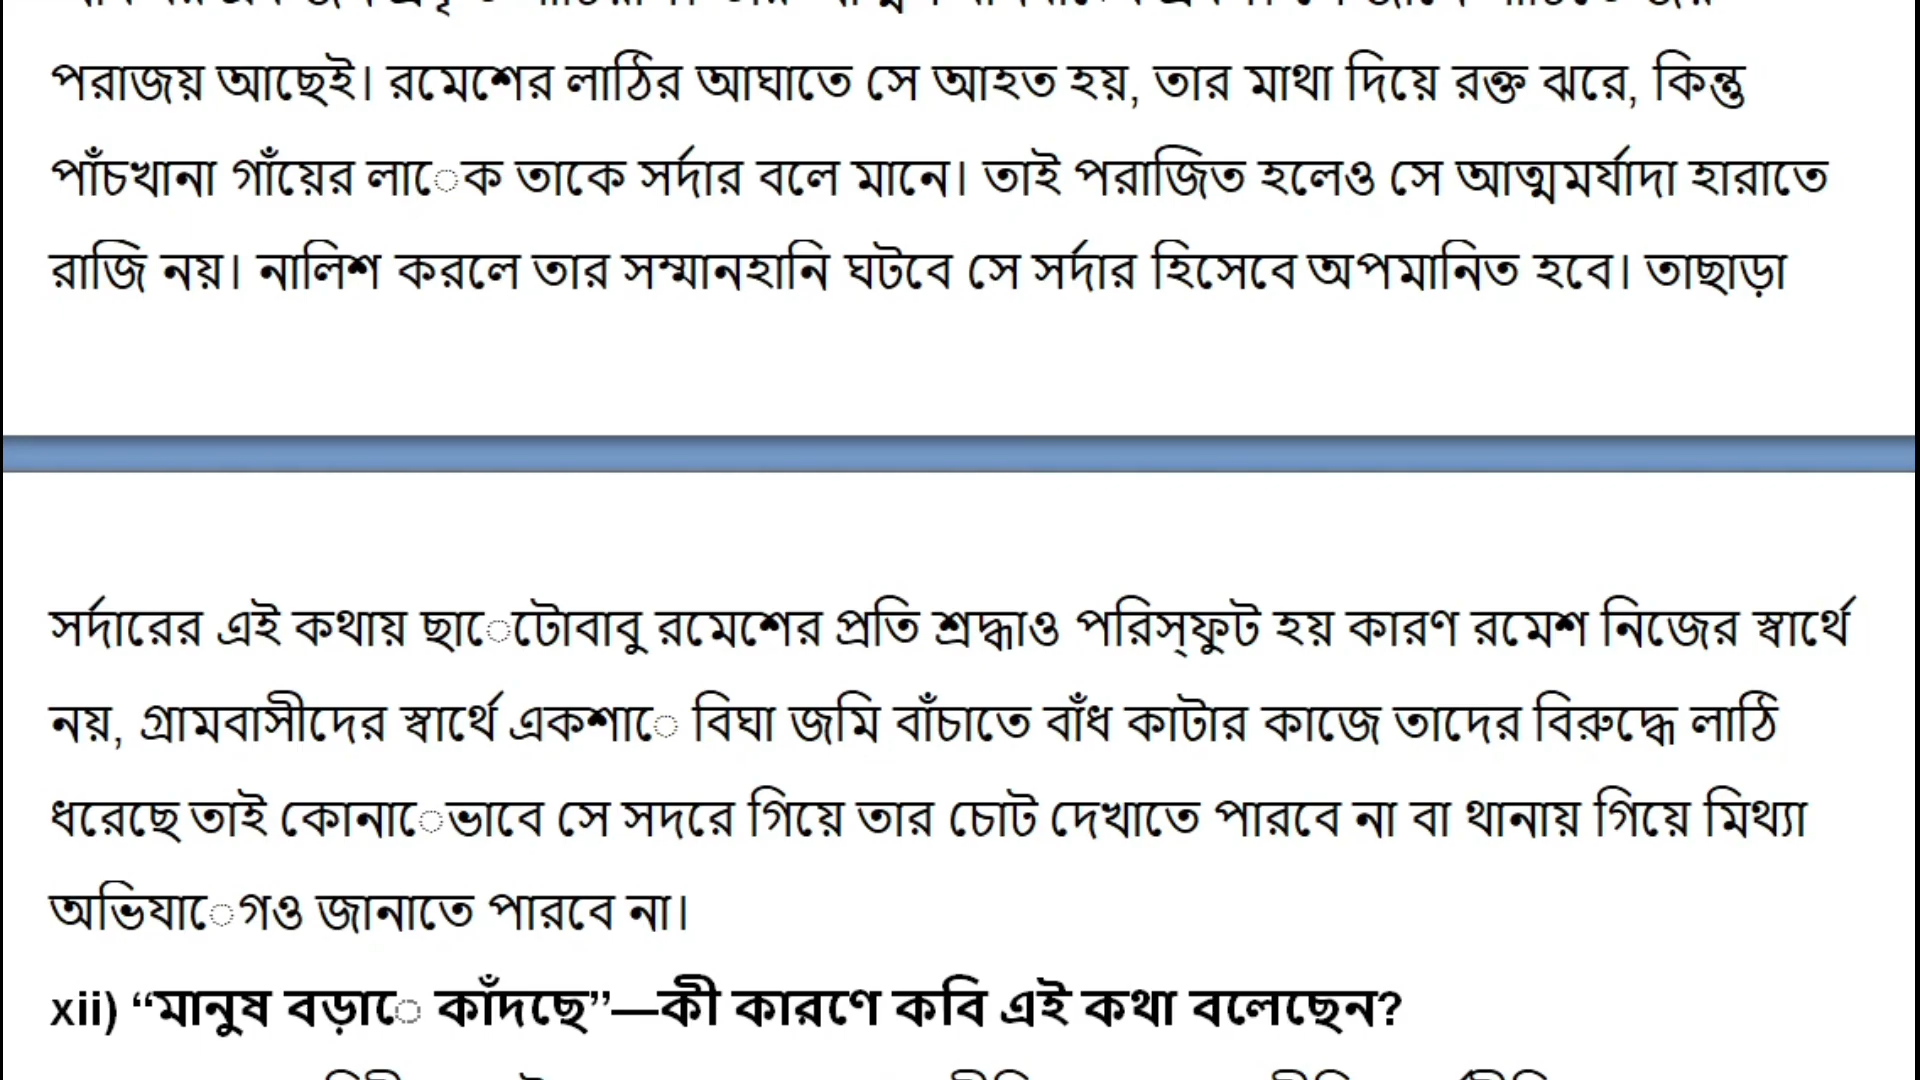 পরাজয় আছেই। রমেশের লাঠির আঘাতে সে আহত হয়, তার মাথা দিয়ে রক্ত ঝরে, কিন্তু
পাঁচখানা গাঁয়ের লােক তাকে সর্দার বলে মানে। তাই পরাজিত হলেও সে আত্মমর্যাদা হারাতে
রাজি নয়। নালিশ করলে তার সম্মানহানি ঘটবে সে সর্দার হিসেবে অপমানিত হবে। তাছাড়া
সর্দারের এই কথায় ছােটোবাবু রমেশের প্রতি শ্রদ্ধাও পরিস্ফুট হয় কারণ রমেশ নিজের স্বার্থে
নয়, গ্রামবাসীদের স্বার্থে একশাে বিঘা জমি বাঁচাতে বাঁধ কাটার কাজে তাদের বিরুদ্ধে লাঠি
ধরেছে তাই কোনােভাবে সে সদরে গিয়ে তার চোট দেখাতে পারবে না বা থানায় গিয়ে মিথ্যা
অভিযােগও জানাতে পারবে না।
xii) “মানুষ বড়াে কাঁদছে”—কী কারণে কবি এই কথা বলেছেন?